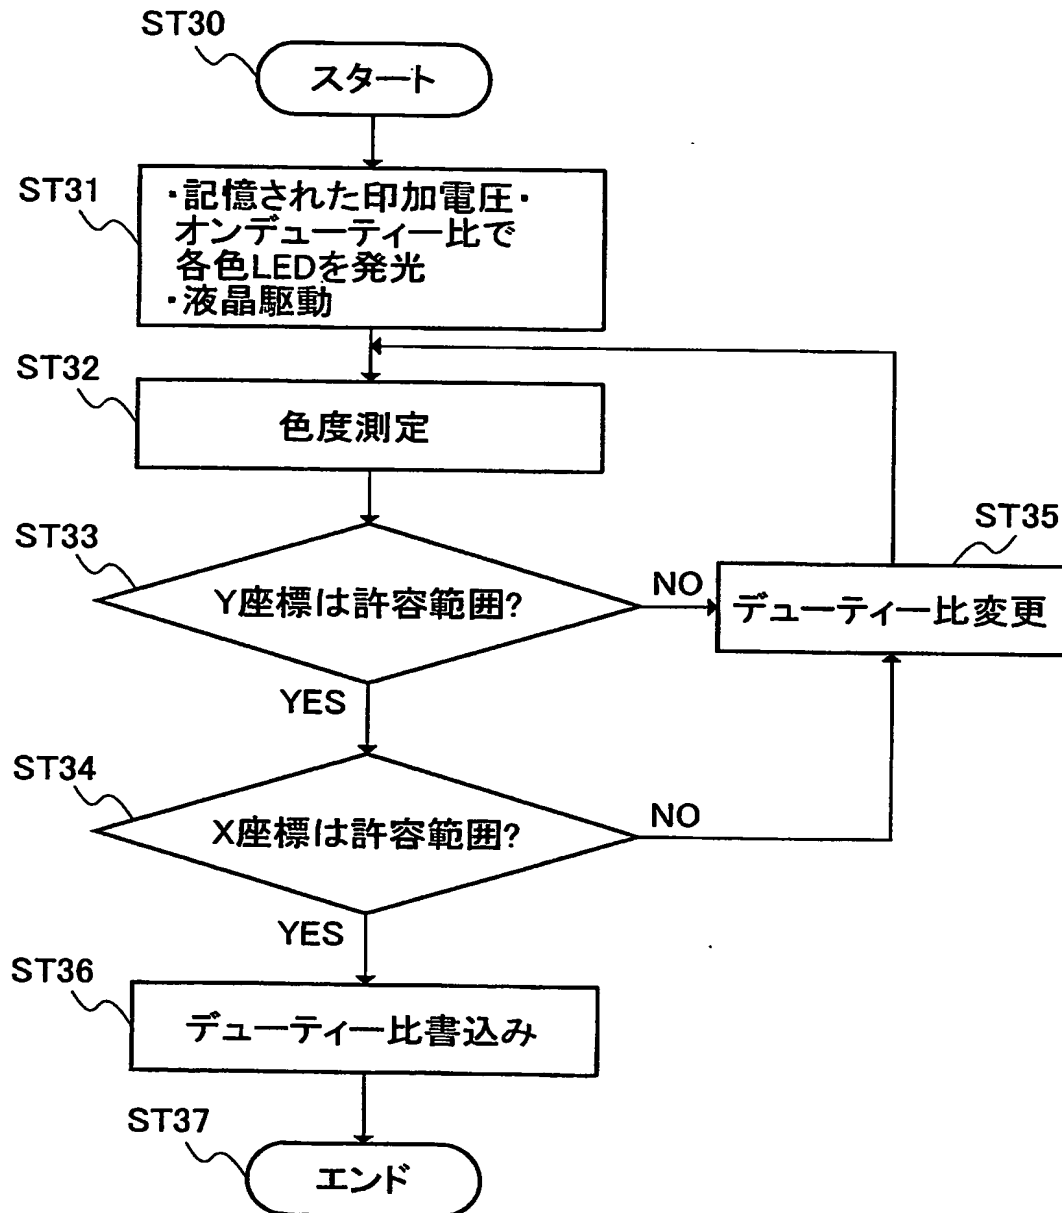 ST30
スタート
ST31
・記憶された印加電圧・
オンデューティー比で
各色LEDを発光
・液晶駆動
ST32
色度測定
ST33
Y座標は許容範囲?
NO
ST35
デューティー比変更
YES
ST34
X座標は許容範囲?
NO
YES
ST36
デューティー比書込み
ST37
エンド